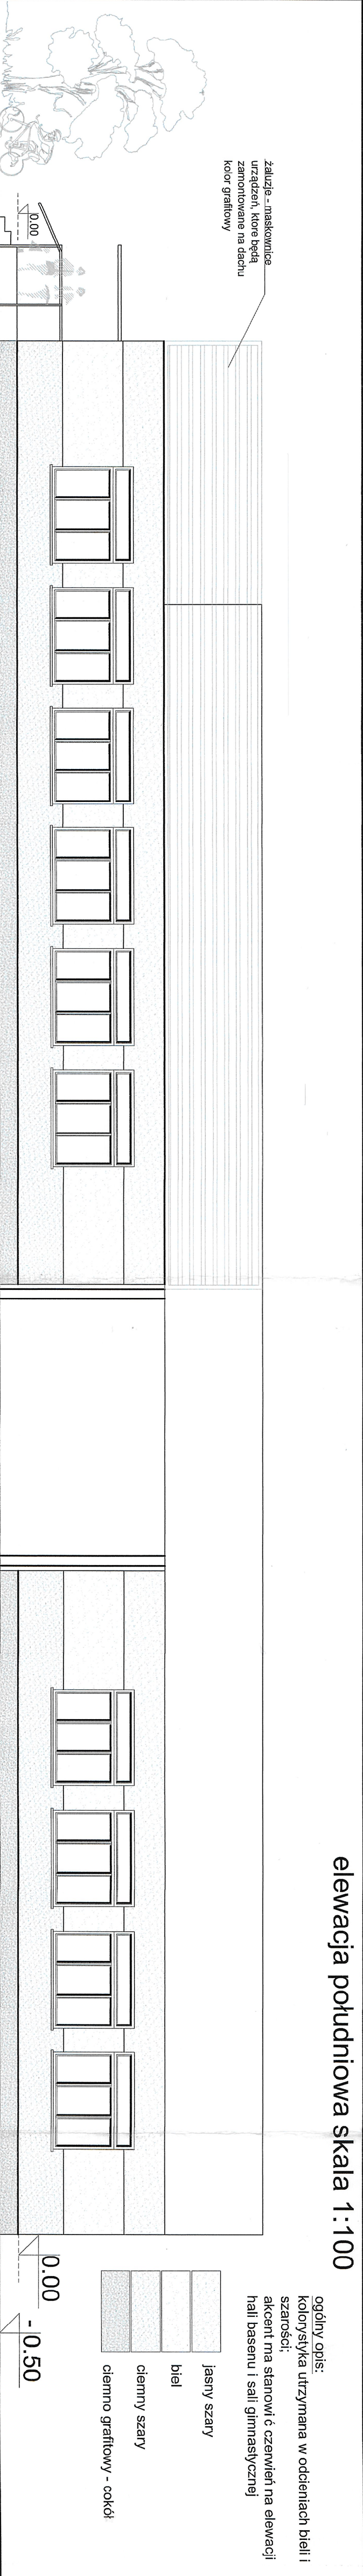 elewacja południowa skala 1:100
żaluzje - maskownice
urządzeń, ktore będą
zamontowane na dachu
kolor grafitowy
0.00
ogólny opis:
kolorystyka utrzymana w odcieniach bieli i
szarości;
akcent ma stanowi ć czerwień na elewacji
hali basenu i sali gimnastycznej
jasny szary
biel
ciemny szary
ciemno grafitowy - cokół
0.00
- 0.50